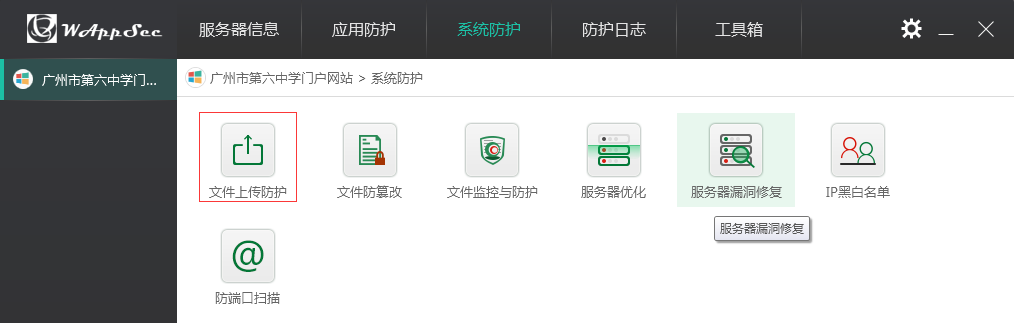 WAppSec
服务器信息
应用防护
系统防护
防护日志
工具箱
广州市第六中学门...
广州市第六中学门户网站 > 系统防护
文件上传防护
文件防篡改
文件监控与防护
服务器优化
服务器漏洞修复
IP黑白名单
服务器漏洞修复
@
防端口扫描